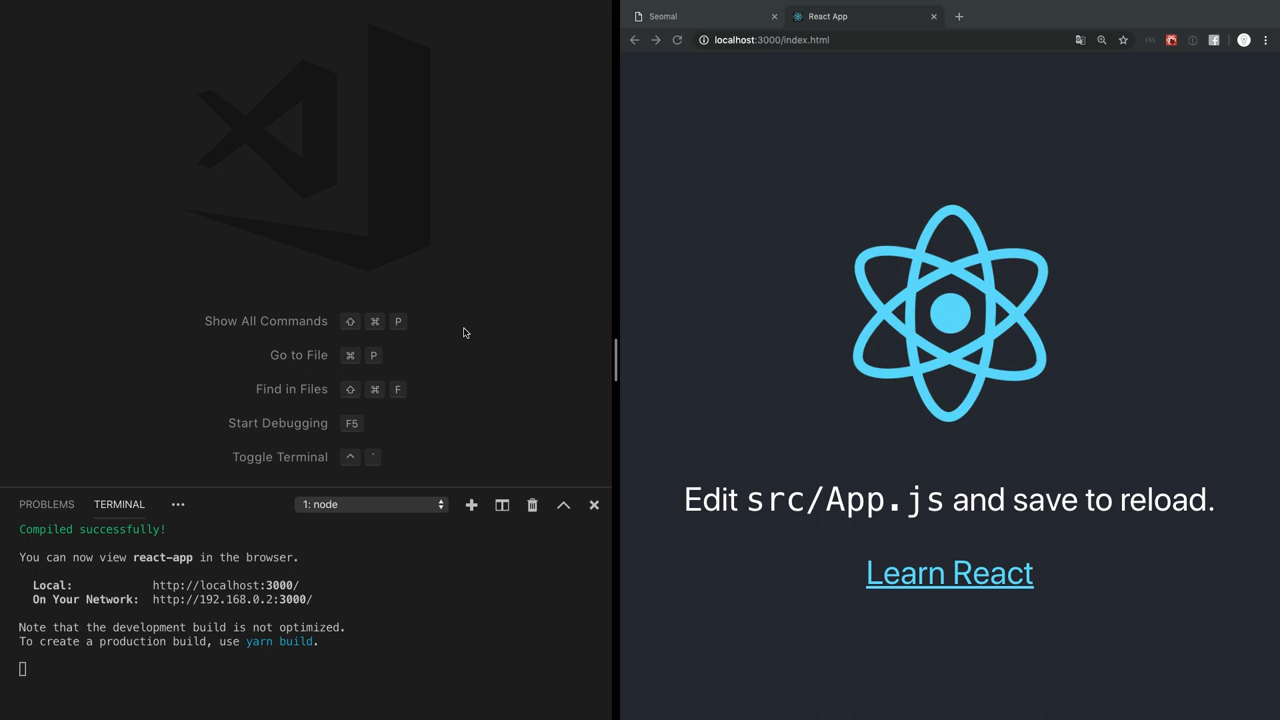 Show All Commands ⇧ ⌘ P
Go to File ⌘ P
Find in Files ⇧ ⌘ F
Start Debugging F5
Toggle Terminal ^ `
PROBLEMS TERMINAL ••• 1: node
Compiled successfully!
You can now view react-app in the browser.
Local: http://localhost:3000/
On Your Network: http://192.168.0.2:3000/
Note that the development build is not optimized.
To create a production build, use yarn build.
Seomal React App
localhost:3000/index.html
Edit src/App.js and save to reload.
Learn React